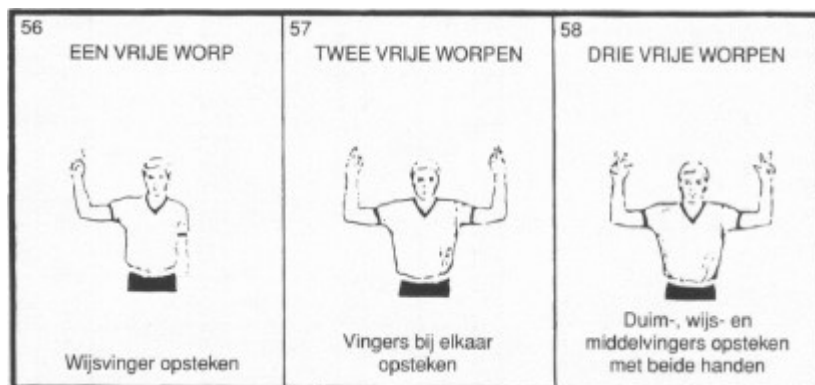 56
EEN VRIJE WORP
Wijsvinger opsteken
57
TWEE VRIJE WORPEN
Vingers bij elkaar
opsteken
58
DRIE VRIJE WORPEN
Duim-, wijs- en
middelvingers opsteken
met beide handen